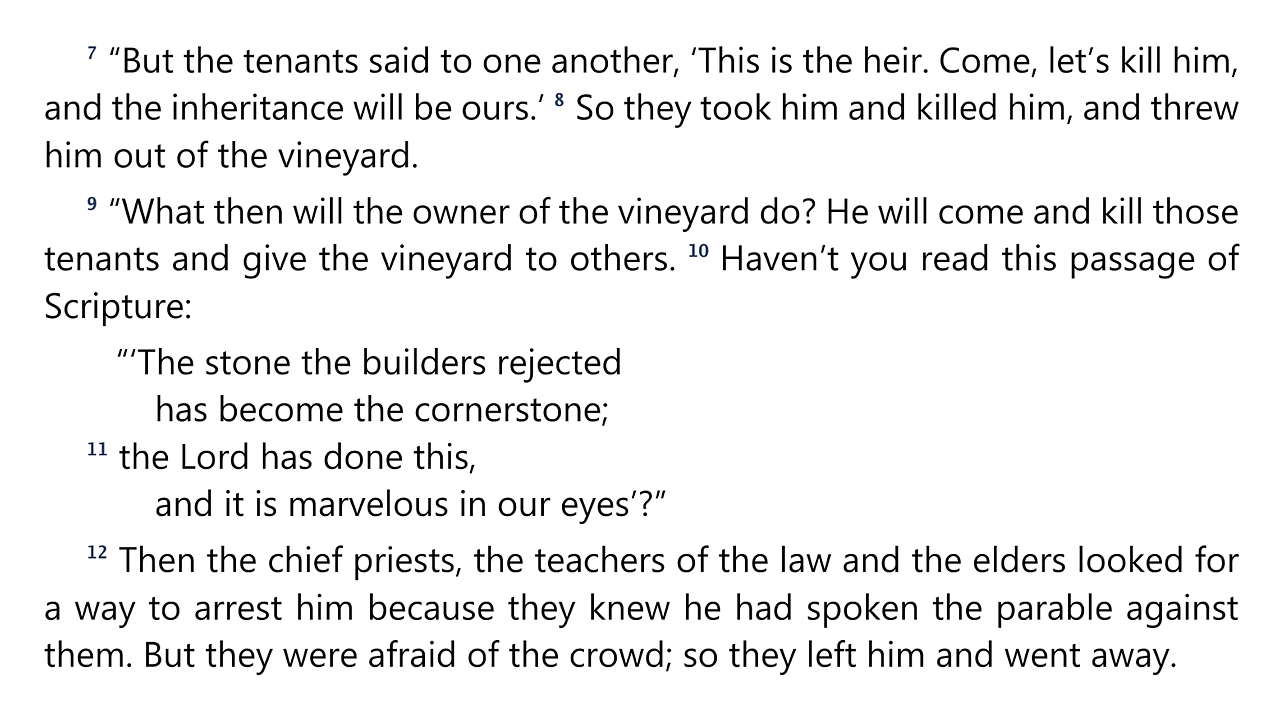 7 “But the tenants said to one another, ‘This is the heir. Come, let’s kill him,
and the inheritance will be ours.’ 8 So they took him and killed him, and threw
him out of the vineyard.
9 “What then will the owner of the vineyard do? He will come and kill those
tenants and give the vineyard to others. 10 Haven’t you read this passage of
Scripture:
“‘The stone the builders rejected
has become the cornerstone;
11 the Lord has done this,
and it is marvelous in our eyes’?”
12 Then the chief priests, the teachers of the law and the elders looked for
a way to arrest him because they knew he had spoken the parable against
them. But they were afraid of the crowd; so they left him and went away.